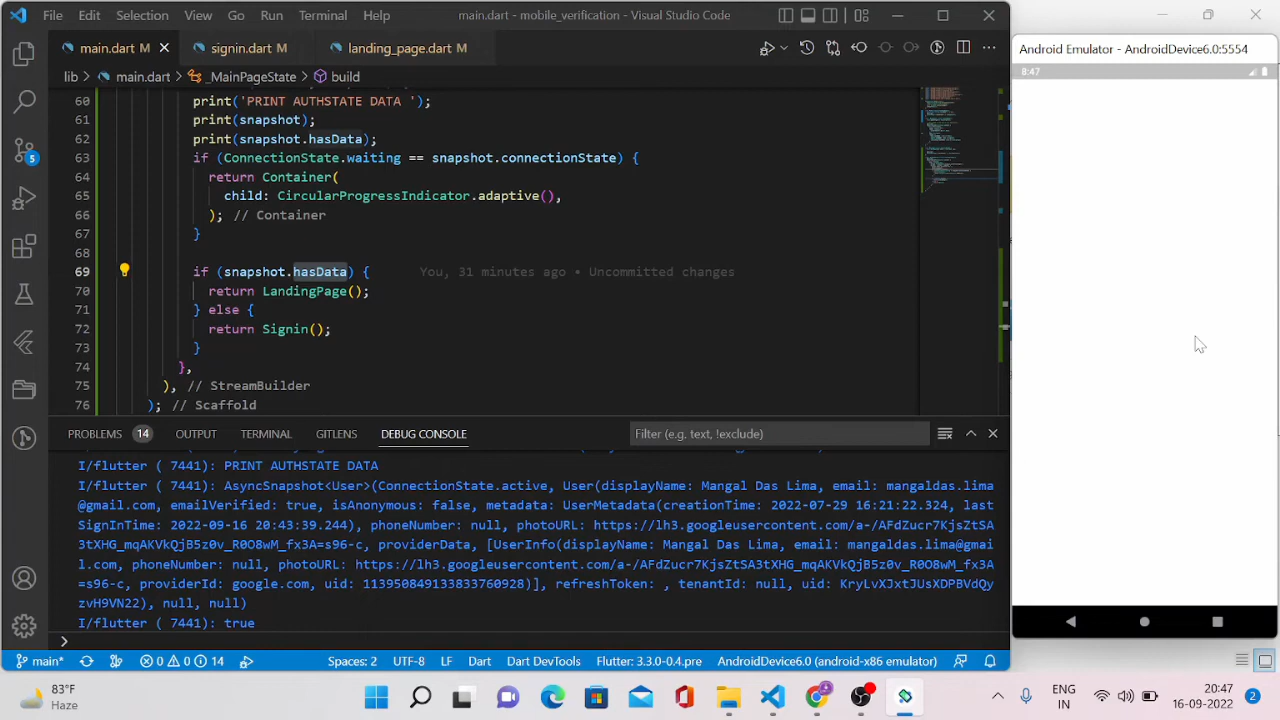 File Edit Selection View Go Run Terminal Help main.dart - mobile_verification - Visual Studio Code
main.dart M signin.dart M landing_page.dart M
lib > main.dart > _MainPageState > build
60 print('PRINT AUTHSTATE DATA ');
61 print(snapshot);
62 print(snapshot.hasData);
63 if (ConnectionState.waiting == snapshot.connectionState) {
64 return Container(
65 child: CircularProgressIndicator.adaptive(),
66 ); // Container
67 }
68
69 if (snapshot.hasData) { You, 31 minutes ago • Uncommitted changes
70 return LandingPage();
71 } else {
72 return Signin();
73 }
74 },
75 ), // StreamBuilder
76 ); // Scaffold
5
PROBLEMS 14 OUTPUT TERMINAL GITLENS DEBUG CONSOLE Filter (e.g. text, !exclude)
I/flutter ( 7441): PRINT AUTHSTATE DATA
I/flutter ( 7441): AsyncSnapshot<User>(ConnectionState.active, User(displayName: Mangal Das Lima, email: mangaldas.lima
@gmail.com, emailVerified: true, isAnonymous: false, metadata: UserMetadata(creationTime: 2022-07-29 16:21:22.324, last
SignInTime: 2022-09-16 20:43:39.244), phoneNumber: null, photoURL: https://lh3.googleusercontent.com/a-/AFdZucr7KjsZtSA
3tXHG_mqAKVkQjB5z0v_R0O8wM_fx3A=s96-c, providerData, [UserInfo(displayName: Mangal Das Lima, email: mangaldas.lima@gmai
l.com, phoneNumber: null, photoURL: https://lh3.googleusercontent.com/a-/AFdZucr7KjsZtSA3tXHG_mqAKVkQjB5z0v_R0O8wM_fx3A
=s96-c, providerId: google.com, uid: 113950849133833760928)], refreshToken: , tenantId: null, uid: KryLvXJxtJUsXDPBVdQy
zvH9VN22), null, null)
I/flutter ( 7441): true
>
main* 0 0 14 Spaces: 2 UTF-8 LF Dart Dart DevTools Flutter: 3.3.0-0.4.pre AndroidDevice6.0 (android-x86 emulator)
Android Emulator - AndroidDevice6.0:5554
8:47
83°F
Haze
ENG
IN
20:47
16-09-2022
2